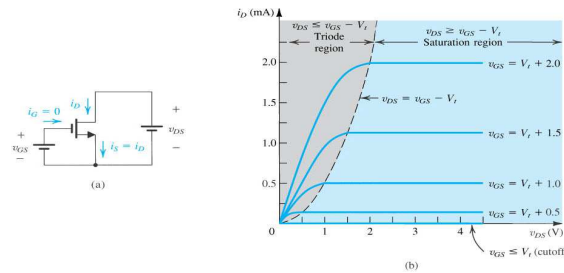 i_D (mA)
v_DS ≤ v_GS − V_t
Triode
region
v_DS ≥ v_GS − V_t
Saturation region
2.0
v_GS = V_t + 2.0
1.5
v_DS = v_GS − V_t
v_GS = V_t + 1.5
1.0
0.5
v_GS = V_t + 1.0
v_GS = V_t + 0.5
0
1
2
3
4
v_DS (V)
v_GS ≤ V_t (cutoff
(b)
i_G = 0
i_D
+
v_GS
−
+
v_DS
−
i_S = i_D
(a)